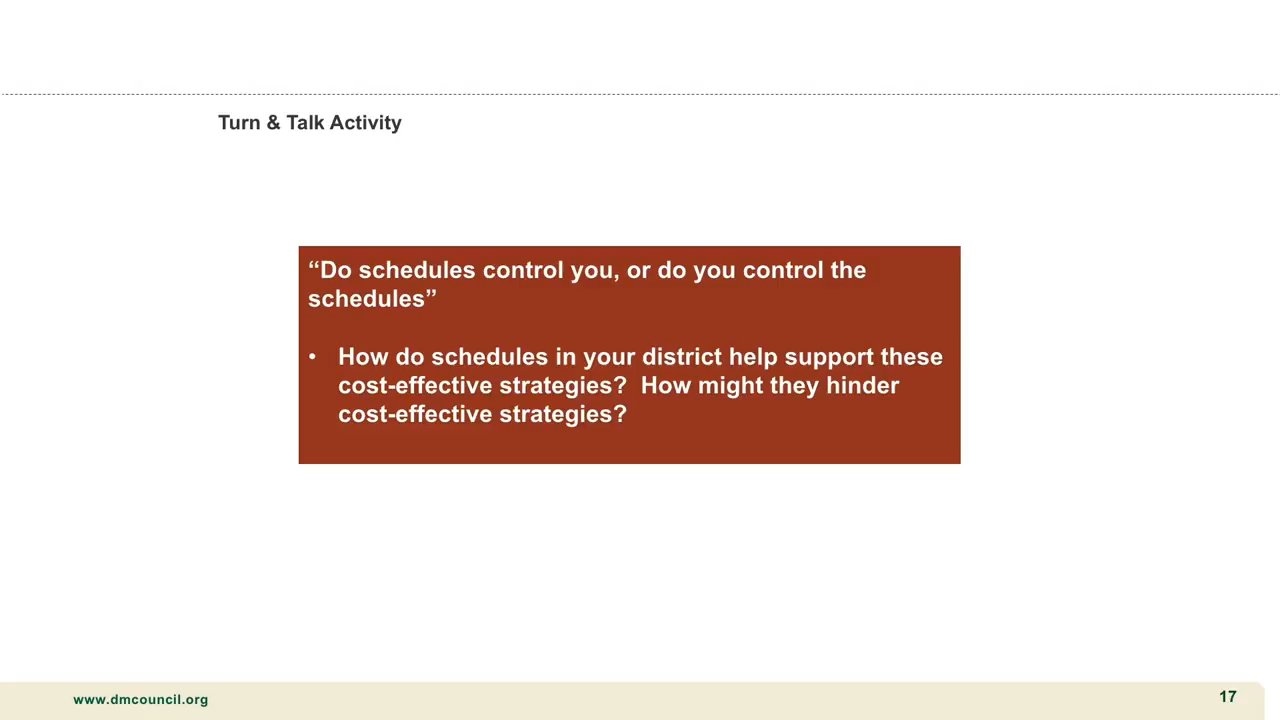 Turn & Talk Activity
“Do schedules control you, or do you control the
schedules”
• How do schedules in your district help support these
cost-effective strategies?  How might they hinder
cost-effective strategies?
www.dmcouncil.org
17